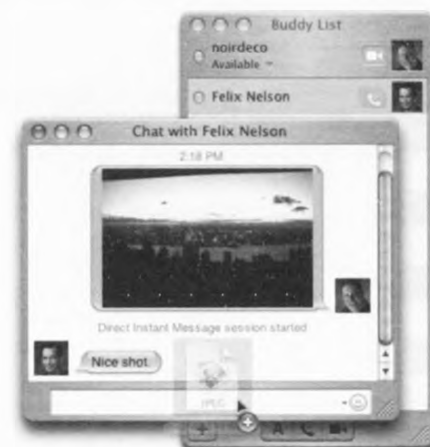 Buddy List
noirdeco
Available
Felix Nelson
Chat with Felix Nelson
2:18 PM
Direct Instant Message session started
Nice shot.
JPEG
A